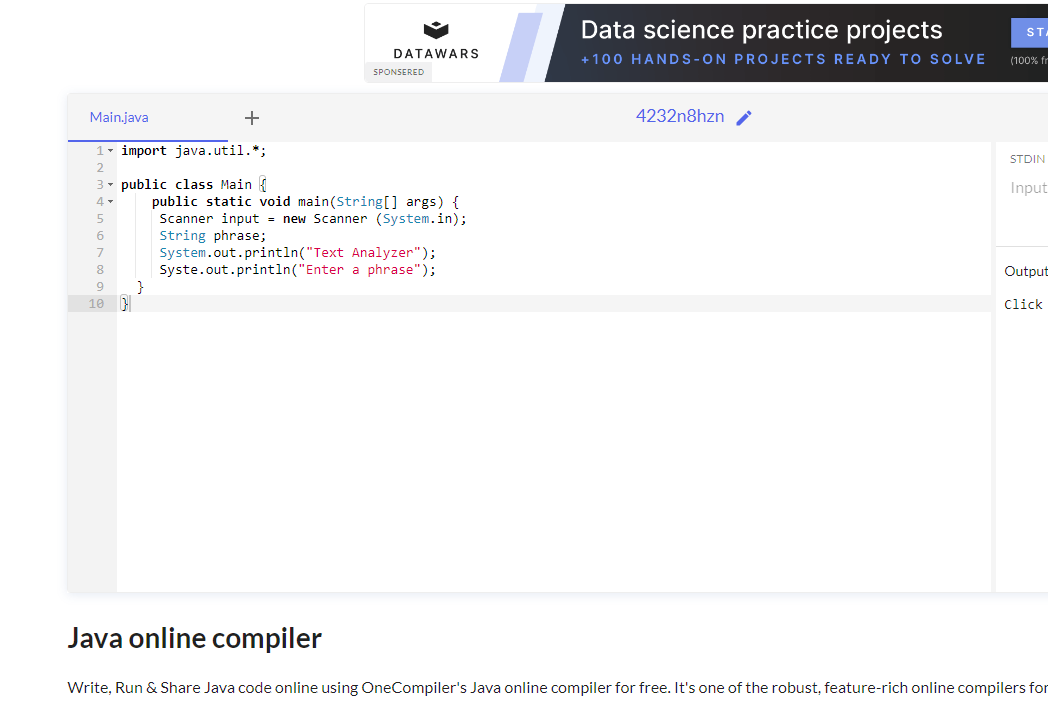 DATAWARS
SPONSERED
Data science practice projects
+100 HANDS-ON PROJECTS READY TO SOLVE
STA
(100% fr
Main.java
+
4232n8hzn
1 import java.util.*;
2
3 public class Main {
4 public static void main(String[] args) {
5 Scanner input = new Scanner (System.in);
6 String phrase;
7 System.out.println("Text Analyzer");
8 Syste.out.println("Enter a phrase");
9 }
10 }
STDIN
Input
Output
Click
Java online compiler
Write, Run & Share Java code online using OneCompiler's Java online compiler for free. It's one of the robust, feature-rich online compilers for